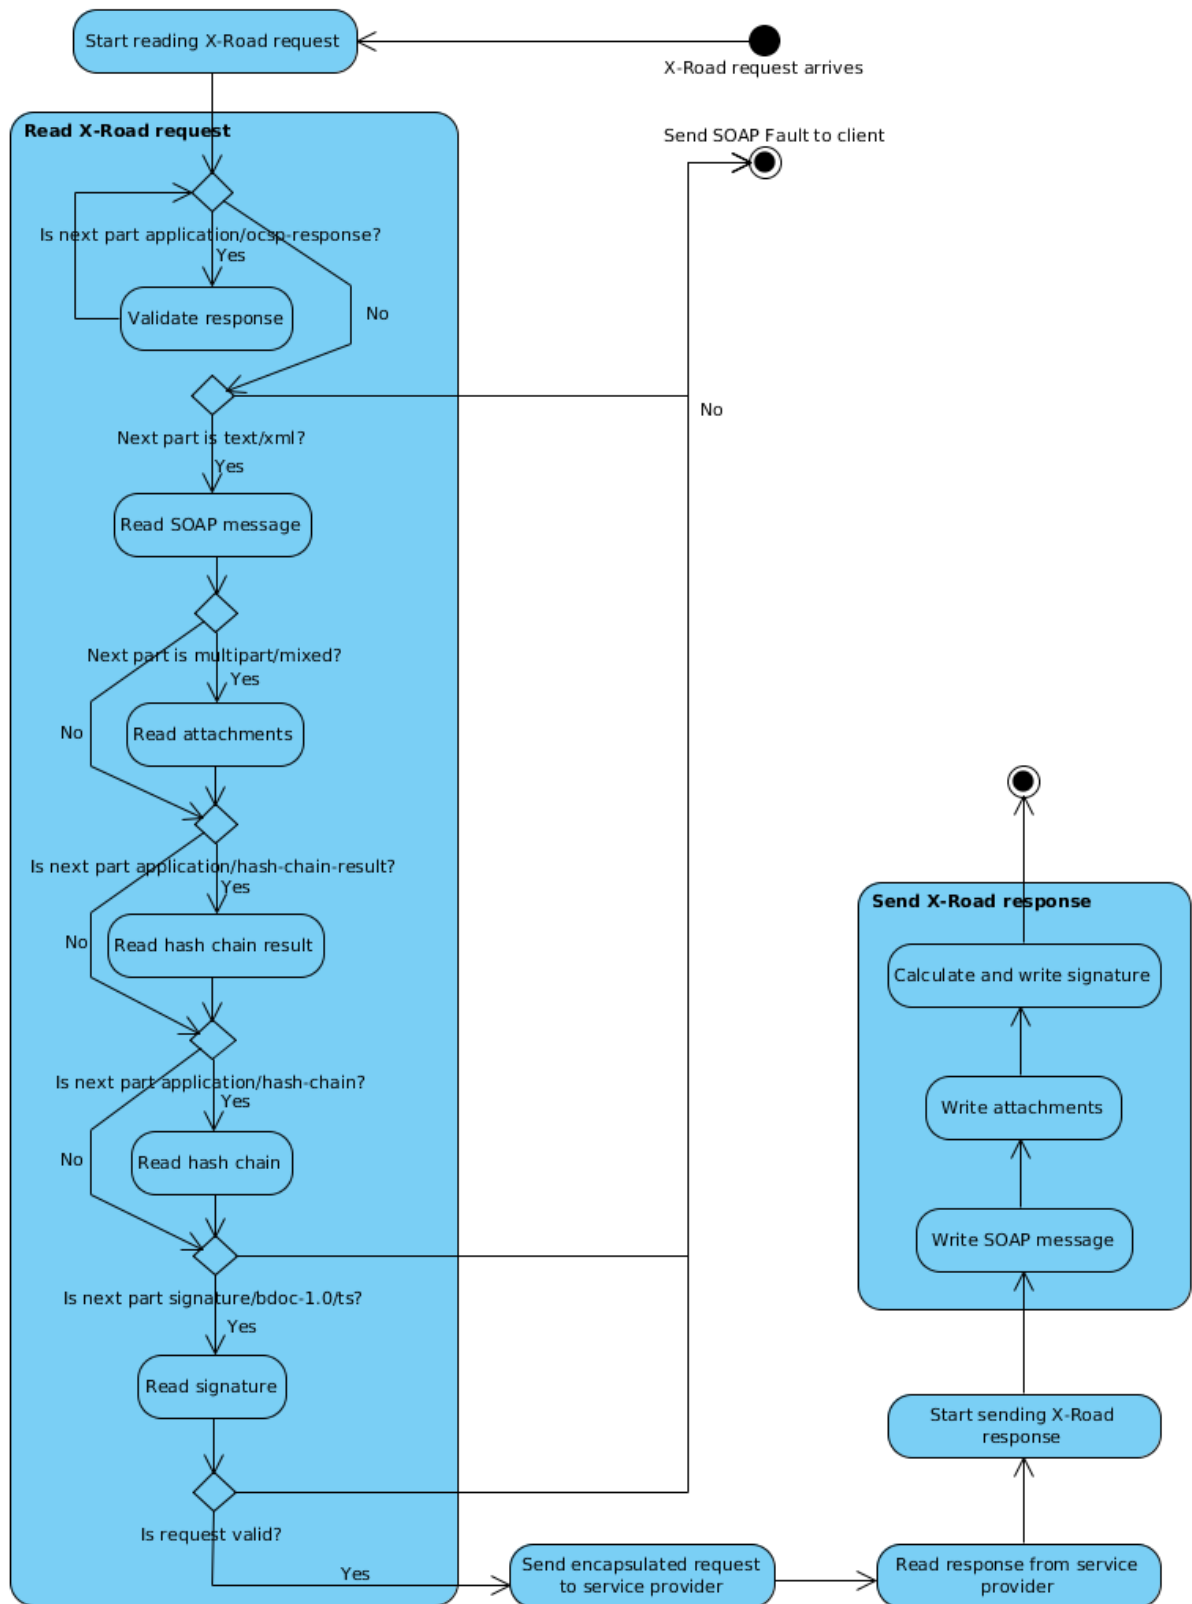 Start reading X-Road request
X-Road request arrives
Read X-Road request
Send SOAP Fault to client
Is next part application/ocsp-response?
Yes
Validate response
No
No
Next part is text/xml?
Yes
Read SOAP message
Next part is multipart/mixed?
Yes
No
Read attachments
Is next part application/hash-chain-result?
Yes
No
Read hash chain result
Is next part application/hash-chain?
Yes
No
Read hash chain
Is next part signature/bdoc-1.0/ts?
Yes
Read signature
Is request valid?
Yes
Send encapsulated request
to service provider
Read response from service
provider
Start sending X-Road
response
Send X-Road response
Write SOAP message
Write attachments
Calculate and write signature